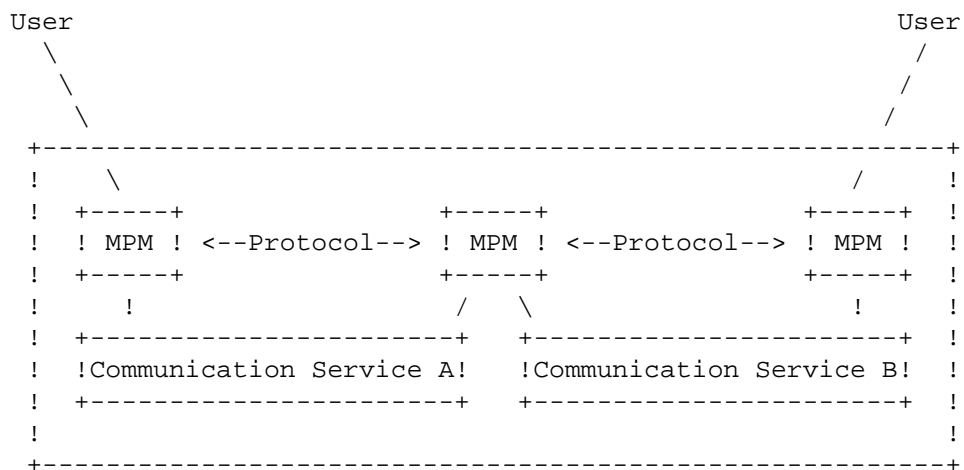 User User
MPM <--Protocol--> MPM <--Protocol--> MPM
Communication Service A Communication Service B